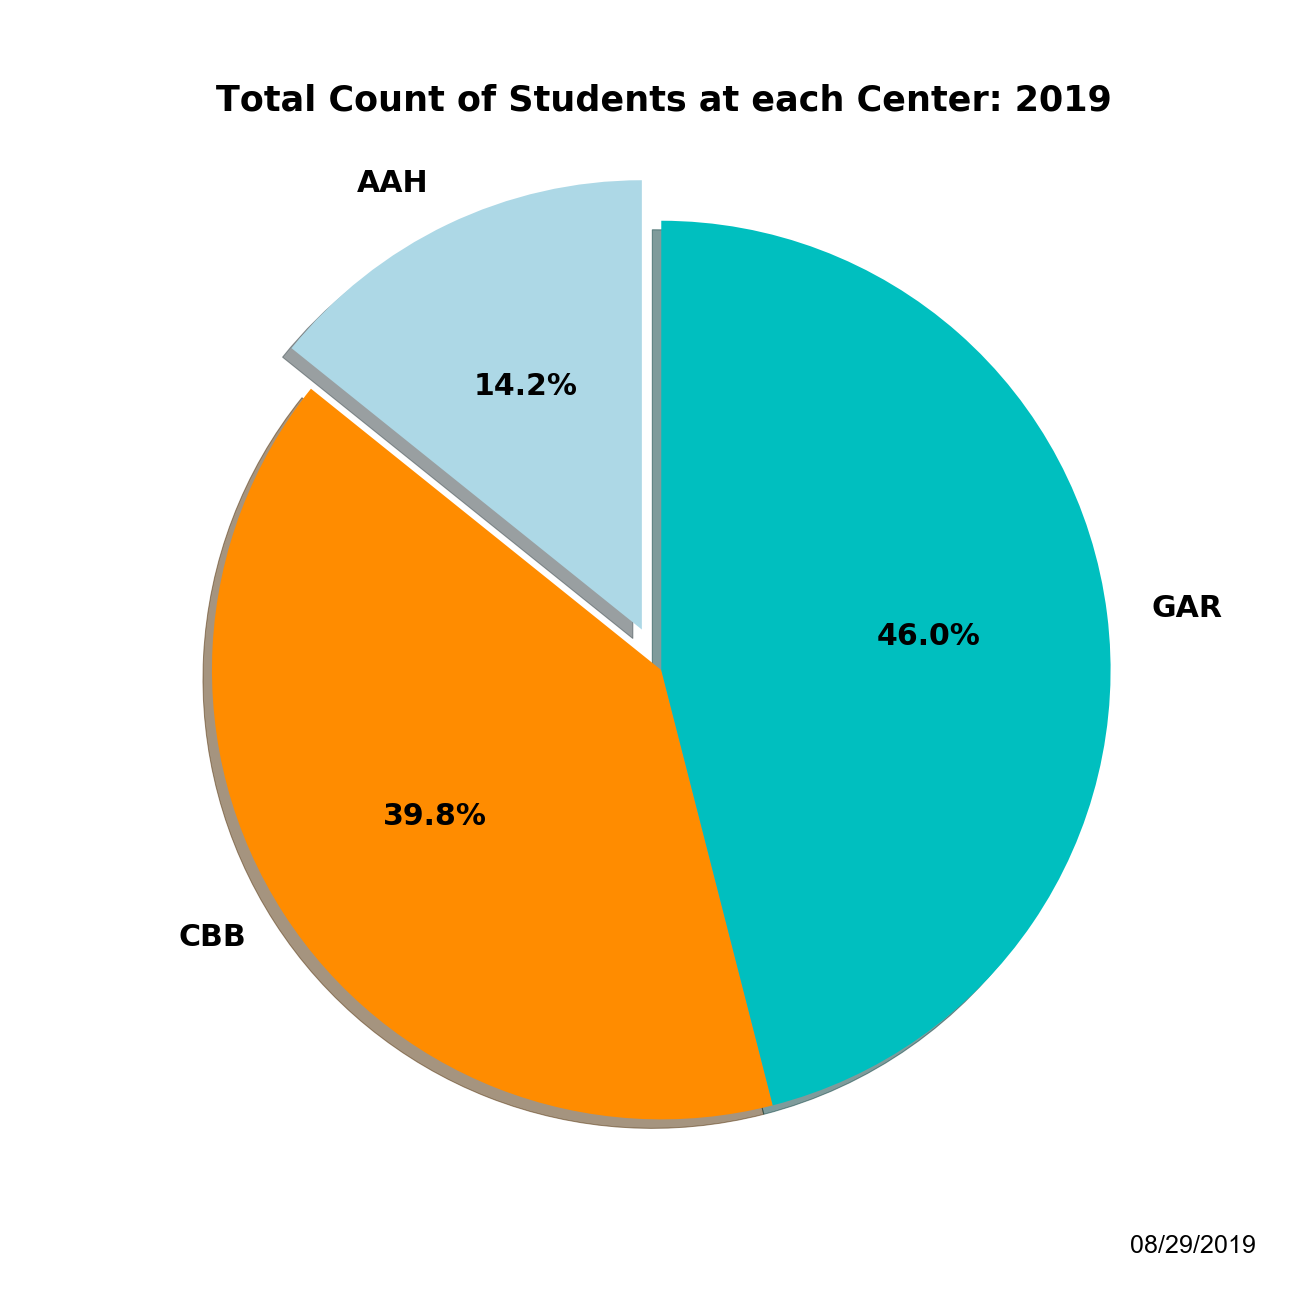 Total Count of Students at each Center: 2019
AAH
14.2%
GAR
46.0%
39.8%
CBB
08/29/2019